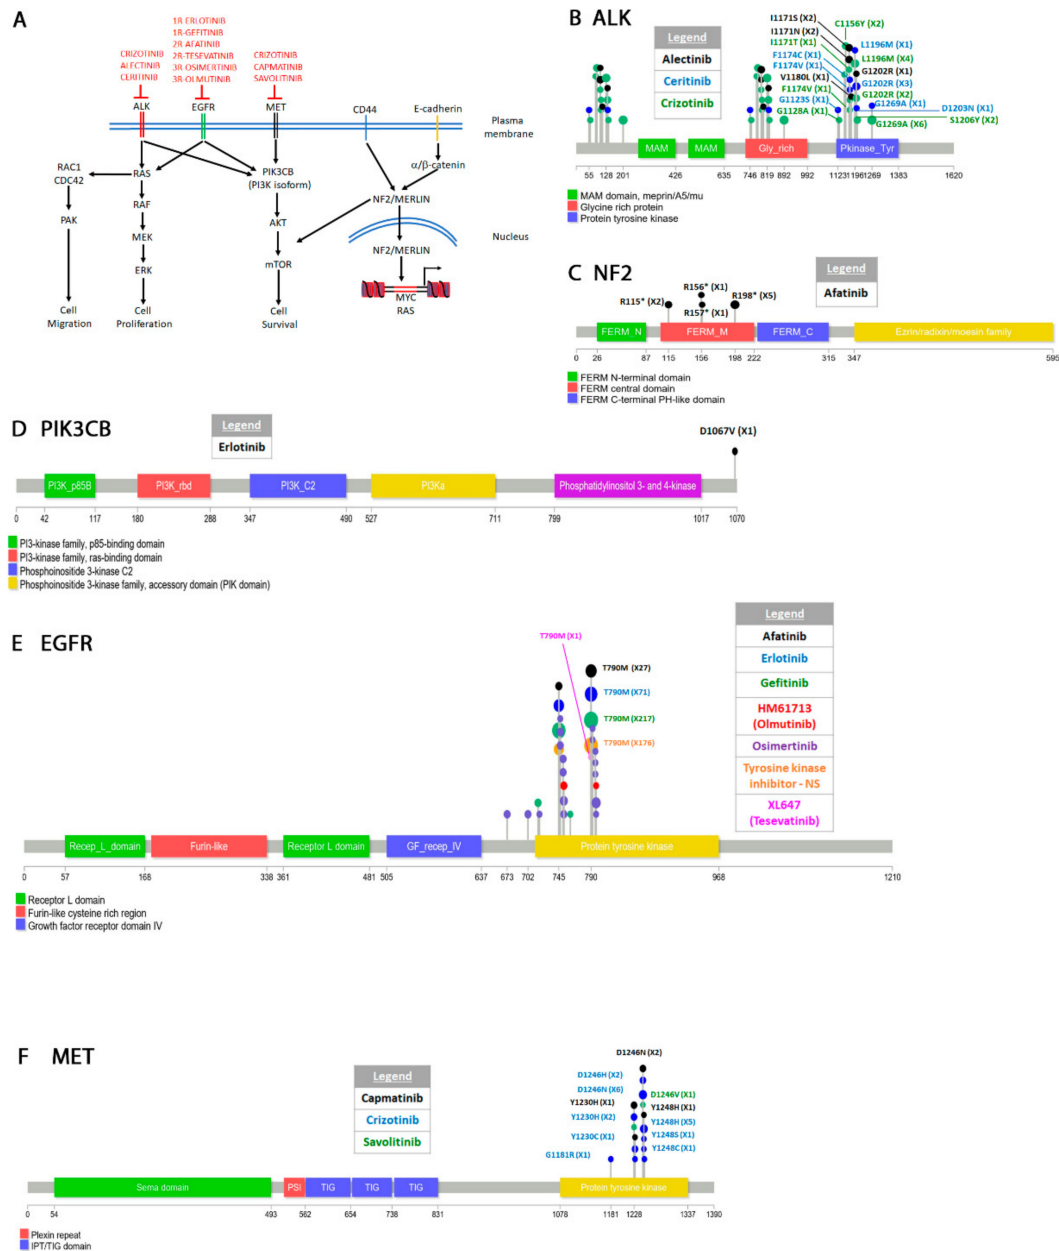 A
1R-ERLOTINIB
1R-GEFITINIB
2R-AFATINIB
2R-TESEVATINIB
3R-OSIMERTINIB
3R-OLMUTINIB
CRIZOTINIB
ALECTINIB
CERITINIB
CRIZOTINIB
CAPMATINIB
SAVOLITINIB
ALK
EGFR
MET
CD44
E-cadherin
Plasma
membrane
RAC1
CDC42
RAS
PIK3CB
(PI3K isoform)
α/β-catenin
PAK
RAF
AKT
NF2/MERLIN
Nucleus
MEK
NF2/MERLIN
ERK
mTOR
MYC
RAS
Cell
Migration
Cell
Proliferation
Cell
Survival
B ALK
Legend
Alectinib
Ceritinib
Crizotinib
I1171S (X2)
I1171N (X2)
I1171T (X1)
F1174C (X1)
F1174V (X1)
V1180L (X1)
F1174V (X1)
G1123S (X1)
G1128A (X1)
C1156Y (X2)
L1196M (X1)
L1196M (X4)
G1202R (X1)
G1202R (X3)
G1202R (X2)
G1269A (X1)
D1203N (X1)
S1206Y (X2)
G1269A (X6)
MAM
MAM
Gly_rich
Pkinase_Tyr
55 128 201 426 635 746 819 892 992 1123 1196 1269 1383 1620
MAM domain, meprin/A5/mu
Glycine rich protein
Protein tyrosine kinase
C NF2
Legend
Afatinib
R115* (X2)
R156* (X1)
R157* (X1)
R198* (X5)
FERM_N
FERM_M
FERM_C
Ezrin/radixin/moesin family
0 26 87 115 156 198 222 315 347 595
FERM N-terminal domain
FERM central domain
FERM C-terminal PH-like domain
D PIK3CB
Legend
Erlotinib
D1067V (X1)
PI3K_p85B
PI3K_rbd
PI3K_C2
PI3Ka
Phosphatidylinositol 3- and 4-kinase
0 42 117 180 288 347 490 527 711 799 1017 1070
PI3-kinase family, p85-binding domain
PI3-kinase family, ras-binding domain
Phosphoinositide 3-kinase C2
Phosphoinositide 3-kinase family, accessory domain (PIK domain)
E EGFR
Legend
Afatinib
Erlotinib
Gefitinib
HM61713
(Olmutinib)
Osimertinib
Tyrosine kinase
inhibitor - NS
XL647
(Tesevatinib)
T790M (X1)
T790M (X27)
T790M (X71)
T790M (X217)
T790M (X176)
Recep_L_domain
Furin-like
Receptor L domain
GF_recep_IV
Protein tyrosine kinase
0 57 168 338 361 481 505 637 673 702 745 790 968 1210
Receptor L domain
Furin-like cysteine rich region
Growth factor receptor domain IV
F MET
Legend
Capmatinib
Crizotinib
Savolitinib
D1246N (X2)
D1246H (X2)
D1246N (X6)
Y1230H (X1)
Y1230H (X2)
Y1230C (X1)
G1181R (X1)
D1246V (X1)
Y1248H (X1)
Y1248H (X5)
Y1248S (X1)
Y1248C (X1)
Sema domain
PSI
TIG
TIG
TIG
Protein tyrosine kinase
0 54 493 562 654 738 831 1078 1181 1228 1337 1390
Plexin repeat
IPT/TIG domain